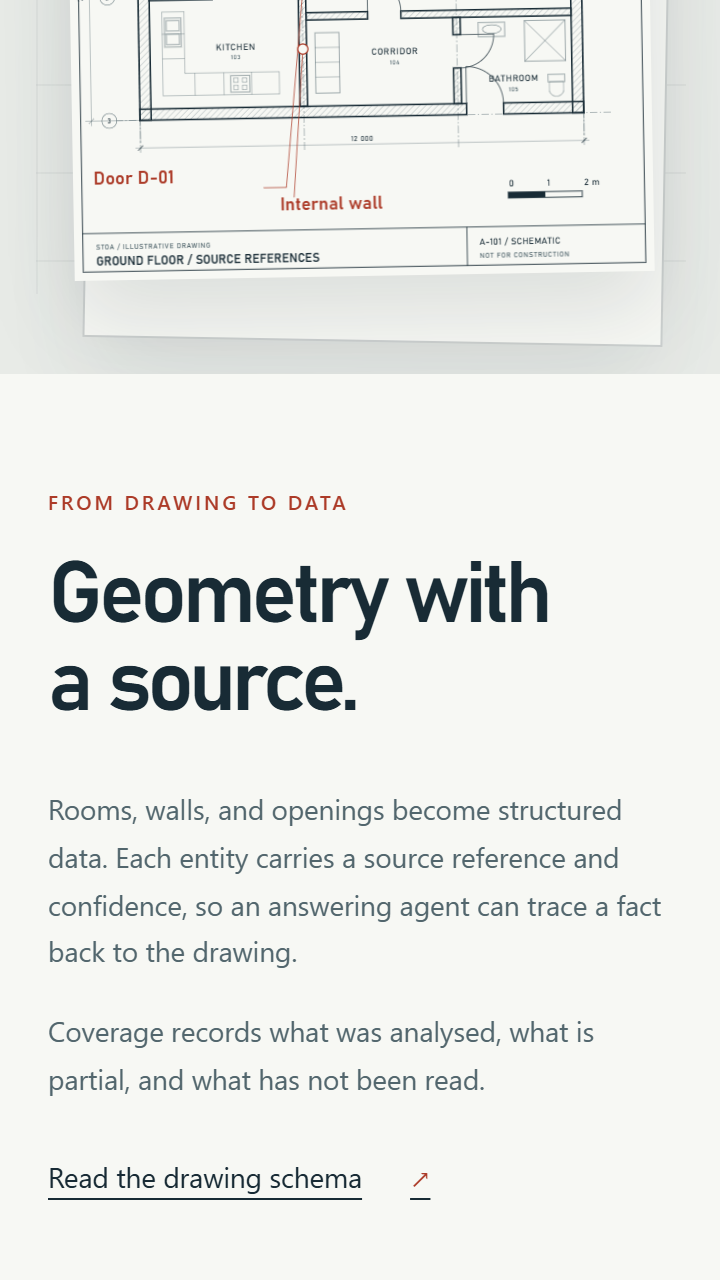 KITCHEN
103
CORRIDOR
104
BATHROOM
105
3
12 000
Door D-01
Internal wall
0 1 2 m
STOA / ILLUSTRATIVE DRAWING
GROUND FLOOR / SOURCE REFERENCES
A-101 / SCHEMATIC
NOT FOR CONSTRUCTION
FROM DRAWING TO DATA
Geometry with
a source.
Rooms, walls, and openings become structured
data. Each entity carries a source reference and
confidence, so an answering agent can trace a fact
back to the drawing.
Coverage records what was analysed, what is
partial, and what has not been read.
Read the drawing schema ↗